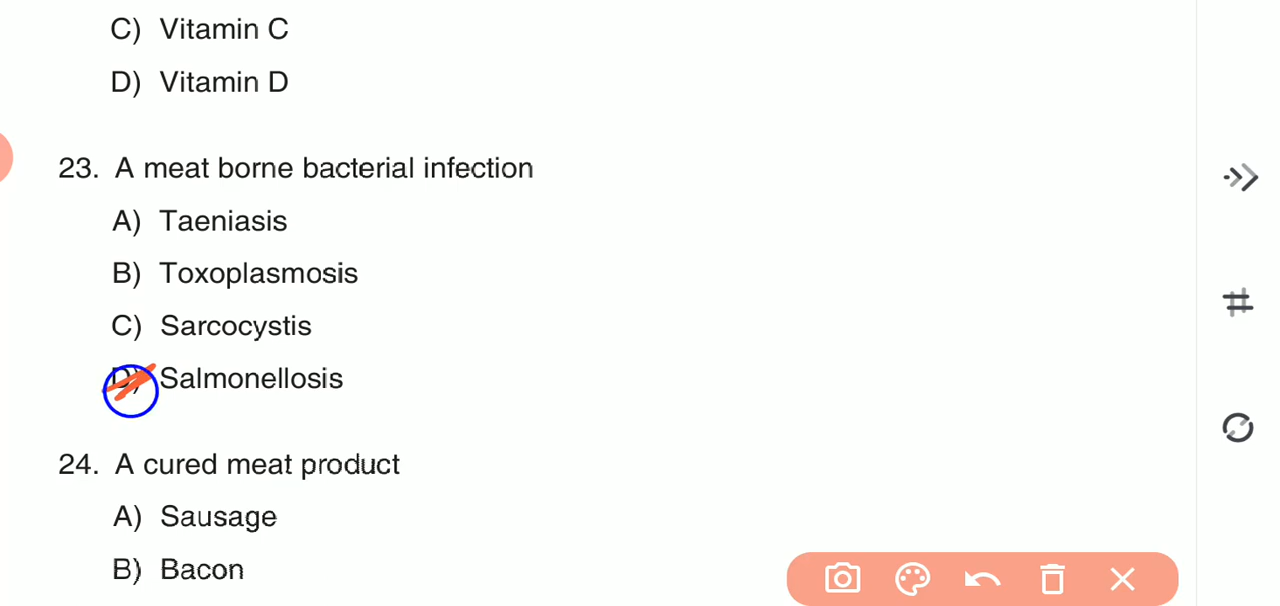 C) Vitamin C
D) Vitamin D
23. A meat borne bacterial infection
A) Taeniasis
B) Toxoplasmosis
C) Sarcocystis
D) Salmonellosis
24. A cured meat product
A) Sausage
B) Bacon